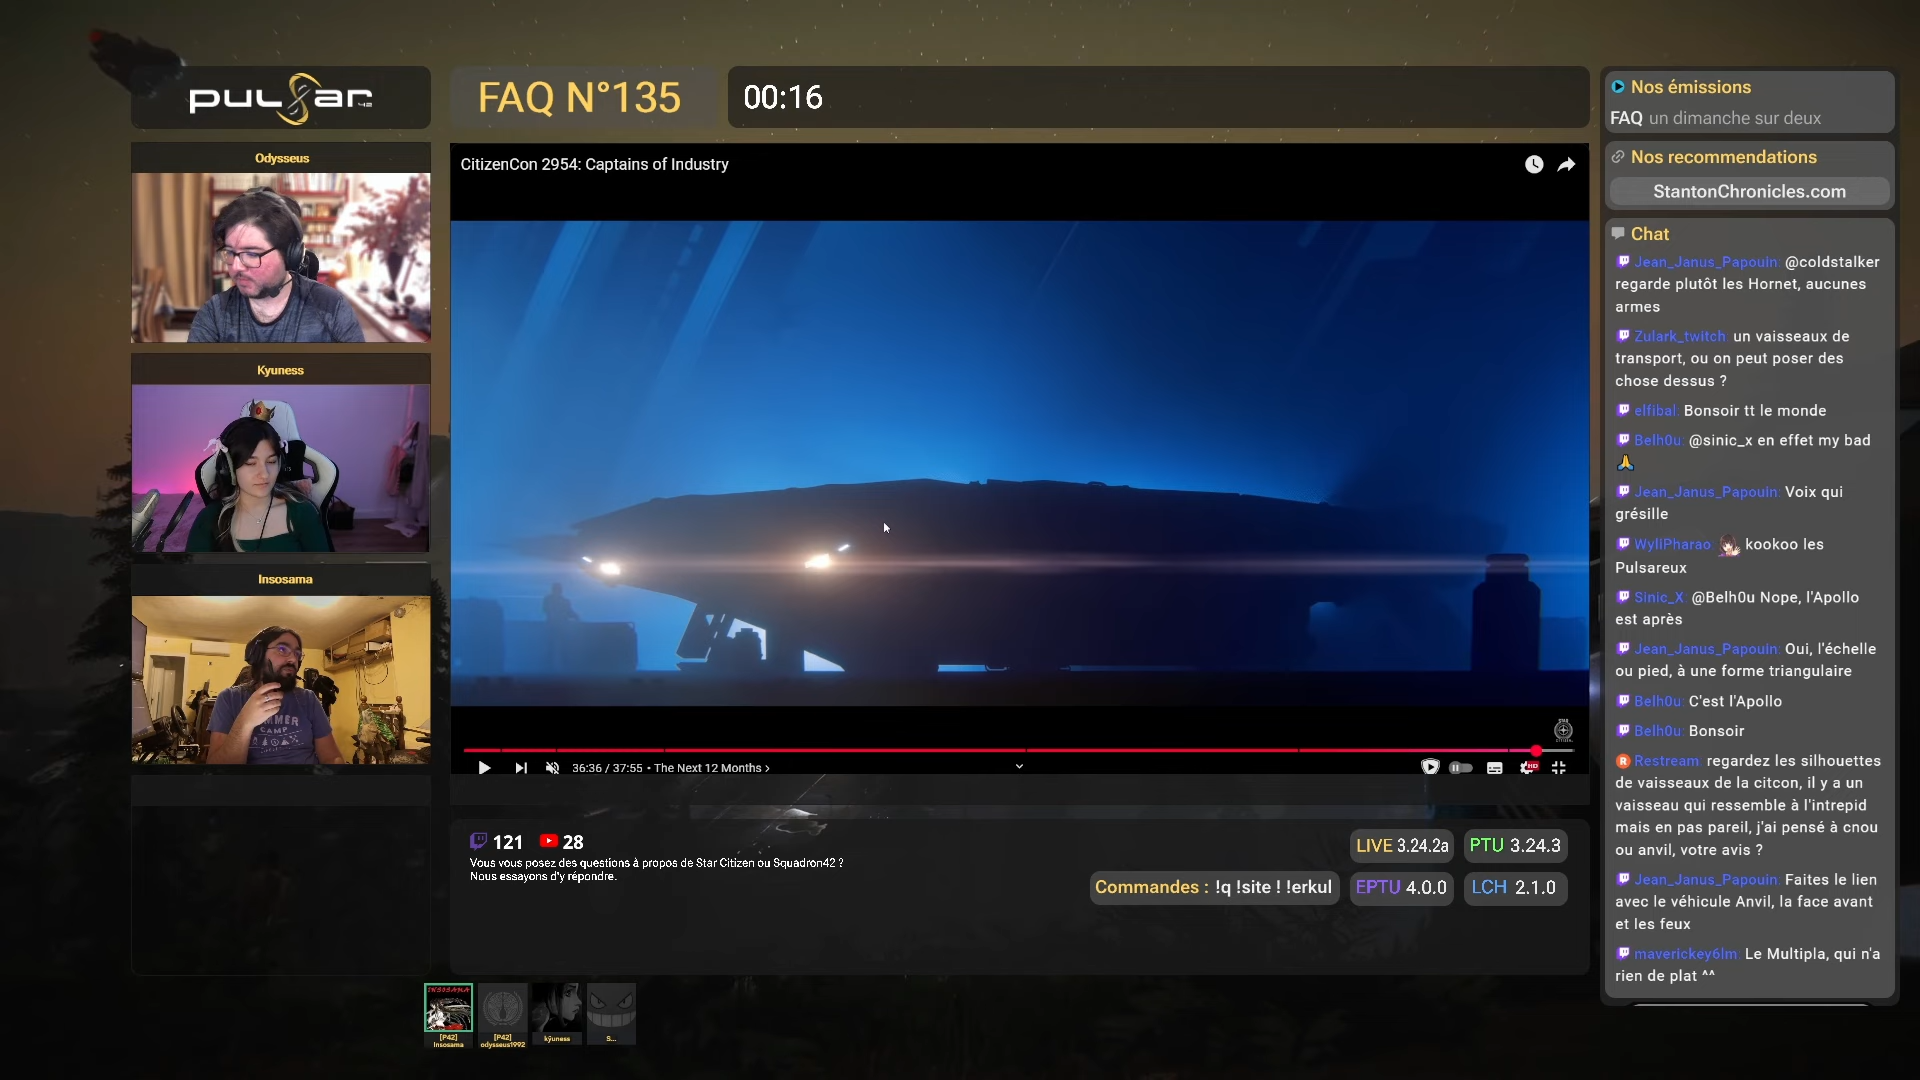 pulsar 42
FAQ N°135
00:16
Odysseus
Kyuness
Insosama
CitizenCon 2954: Captains of Industry
36:36 / 37:55 • The Next 12 Months ›
HD
121
28
Vous vous posez des questions à propos de Star Citizen ou Squadron42 ?
Nous essayons d'y répondre.
LIVE 3.24.2a
PTU 3.24.3
Commandes : !q !site ! !erkul
EPTU 4.0.0
LCH 2.1.0
INSOSAMA
[P42]
Insosama
[P42]
odysseus1992
kÿuness
S...
Nos émissions
FAQ un dimanche sur deux
Nos recommendations
StantonChronicles.com
Chat
Jean_Janus_Papouin: @coldstalker
regarde plutôt les Hornet, aucunes
armes
Zulark_twitch: un vaisseaux de
transport, ou on peut poser des
chose dessus ?
elfibal: Bonsoir tt le monde
Belh0u: @sinic_x en effet my bad
🙏
Jean_Janus_Papouin: Voix qui
grésille
WyliPharao: kookoo les
Pulsareux
Sinic_X: @Belh0u Nope, l'Apollo
est après
Jean_Janus_Papouin: Oui, l'échelle
ou pied, à une forme triangulaire
Belh0u: C'est l'Apollo
Belh0u: Bonsoir
Restream: regardez les silhouettes
de vaisseaux de la citcon, il y a un
vaisseau qui ressemble à l'intrepid
mais en pas pareil, j'ai pensé à cnou
ou anvil, votre avis ?
Jean_Janus_Papouin: Faites le lien
avec le véhicule Anvil, la face avant
et les feux
maverickey6lm: Le Multipla, qui n'a
rien de plat ^^